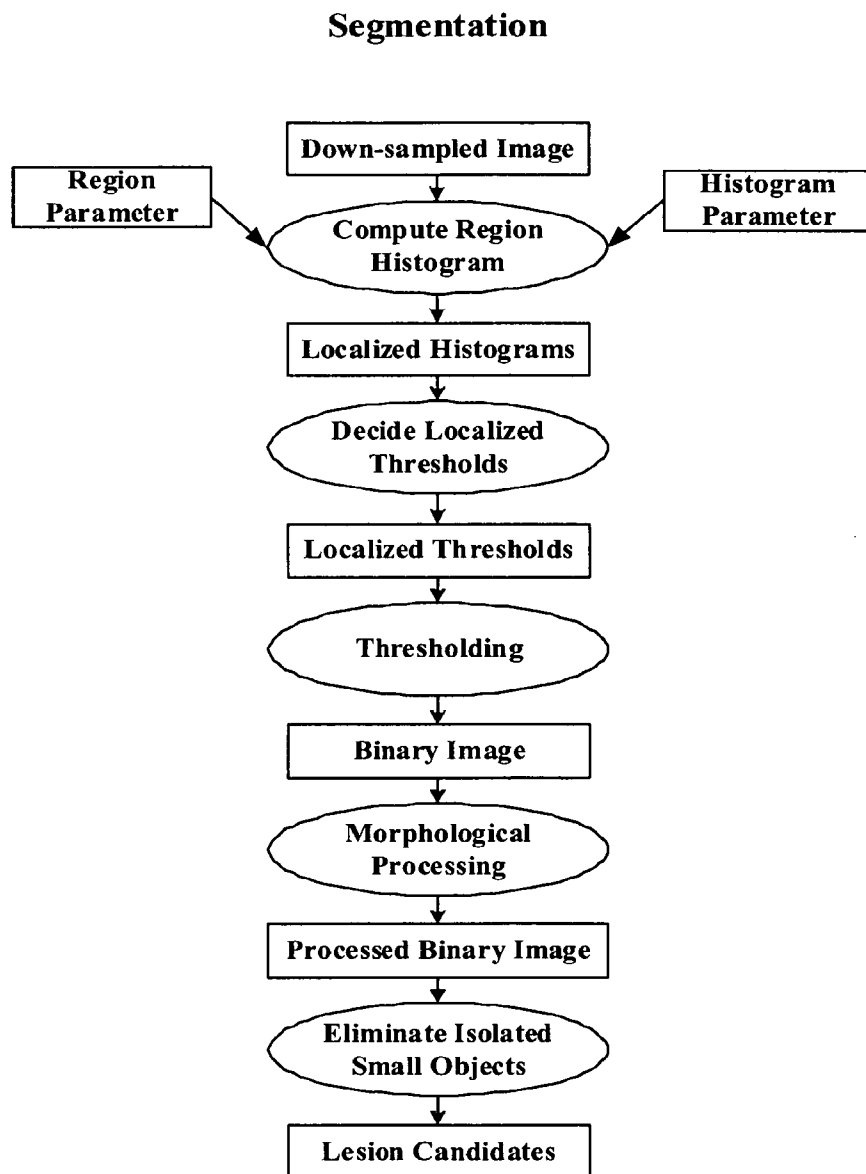 Segmentation
Down-sampled Image
Region
Parameter
Histogram
Parameter
Compute Region
Histogram
Localized Histograms
Decide Localized
Thresholds
Localized Thresholds
Thresholding
Binary Image
Morphological
Processing
Processed Binary Image
Eliminate Isolated
Small Objects
Lesion Candidates